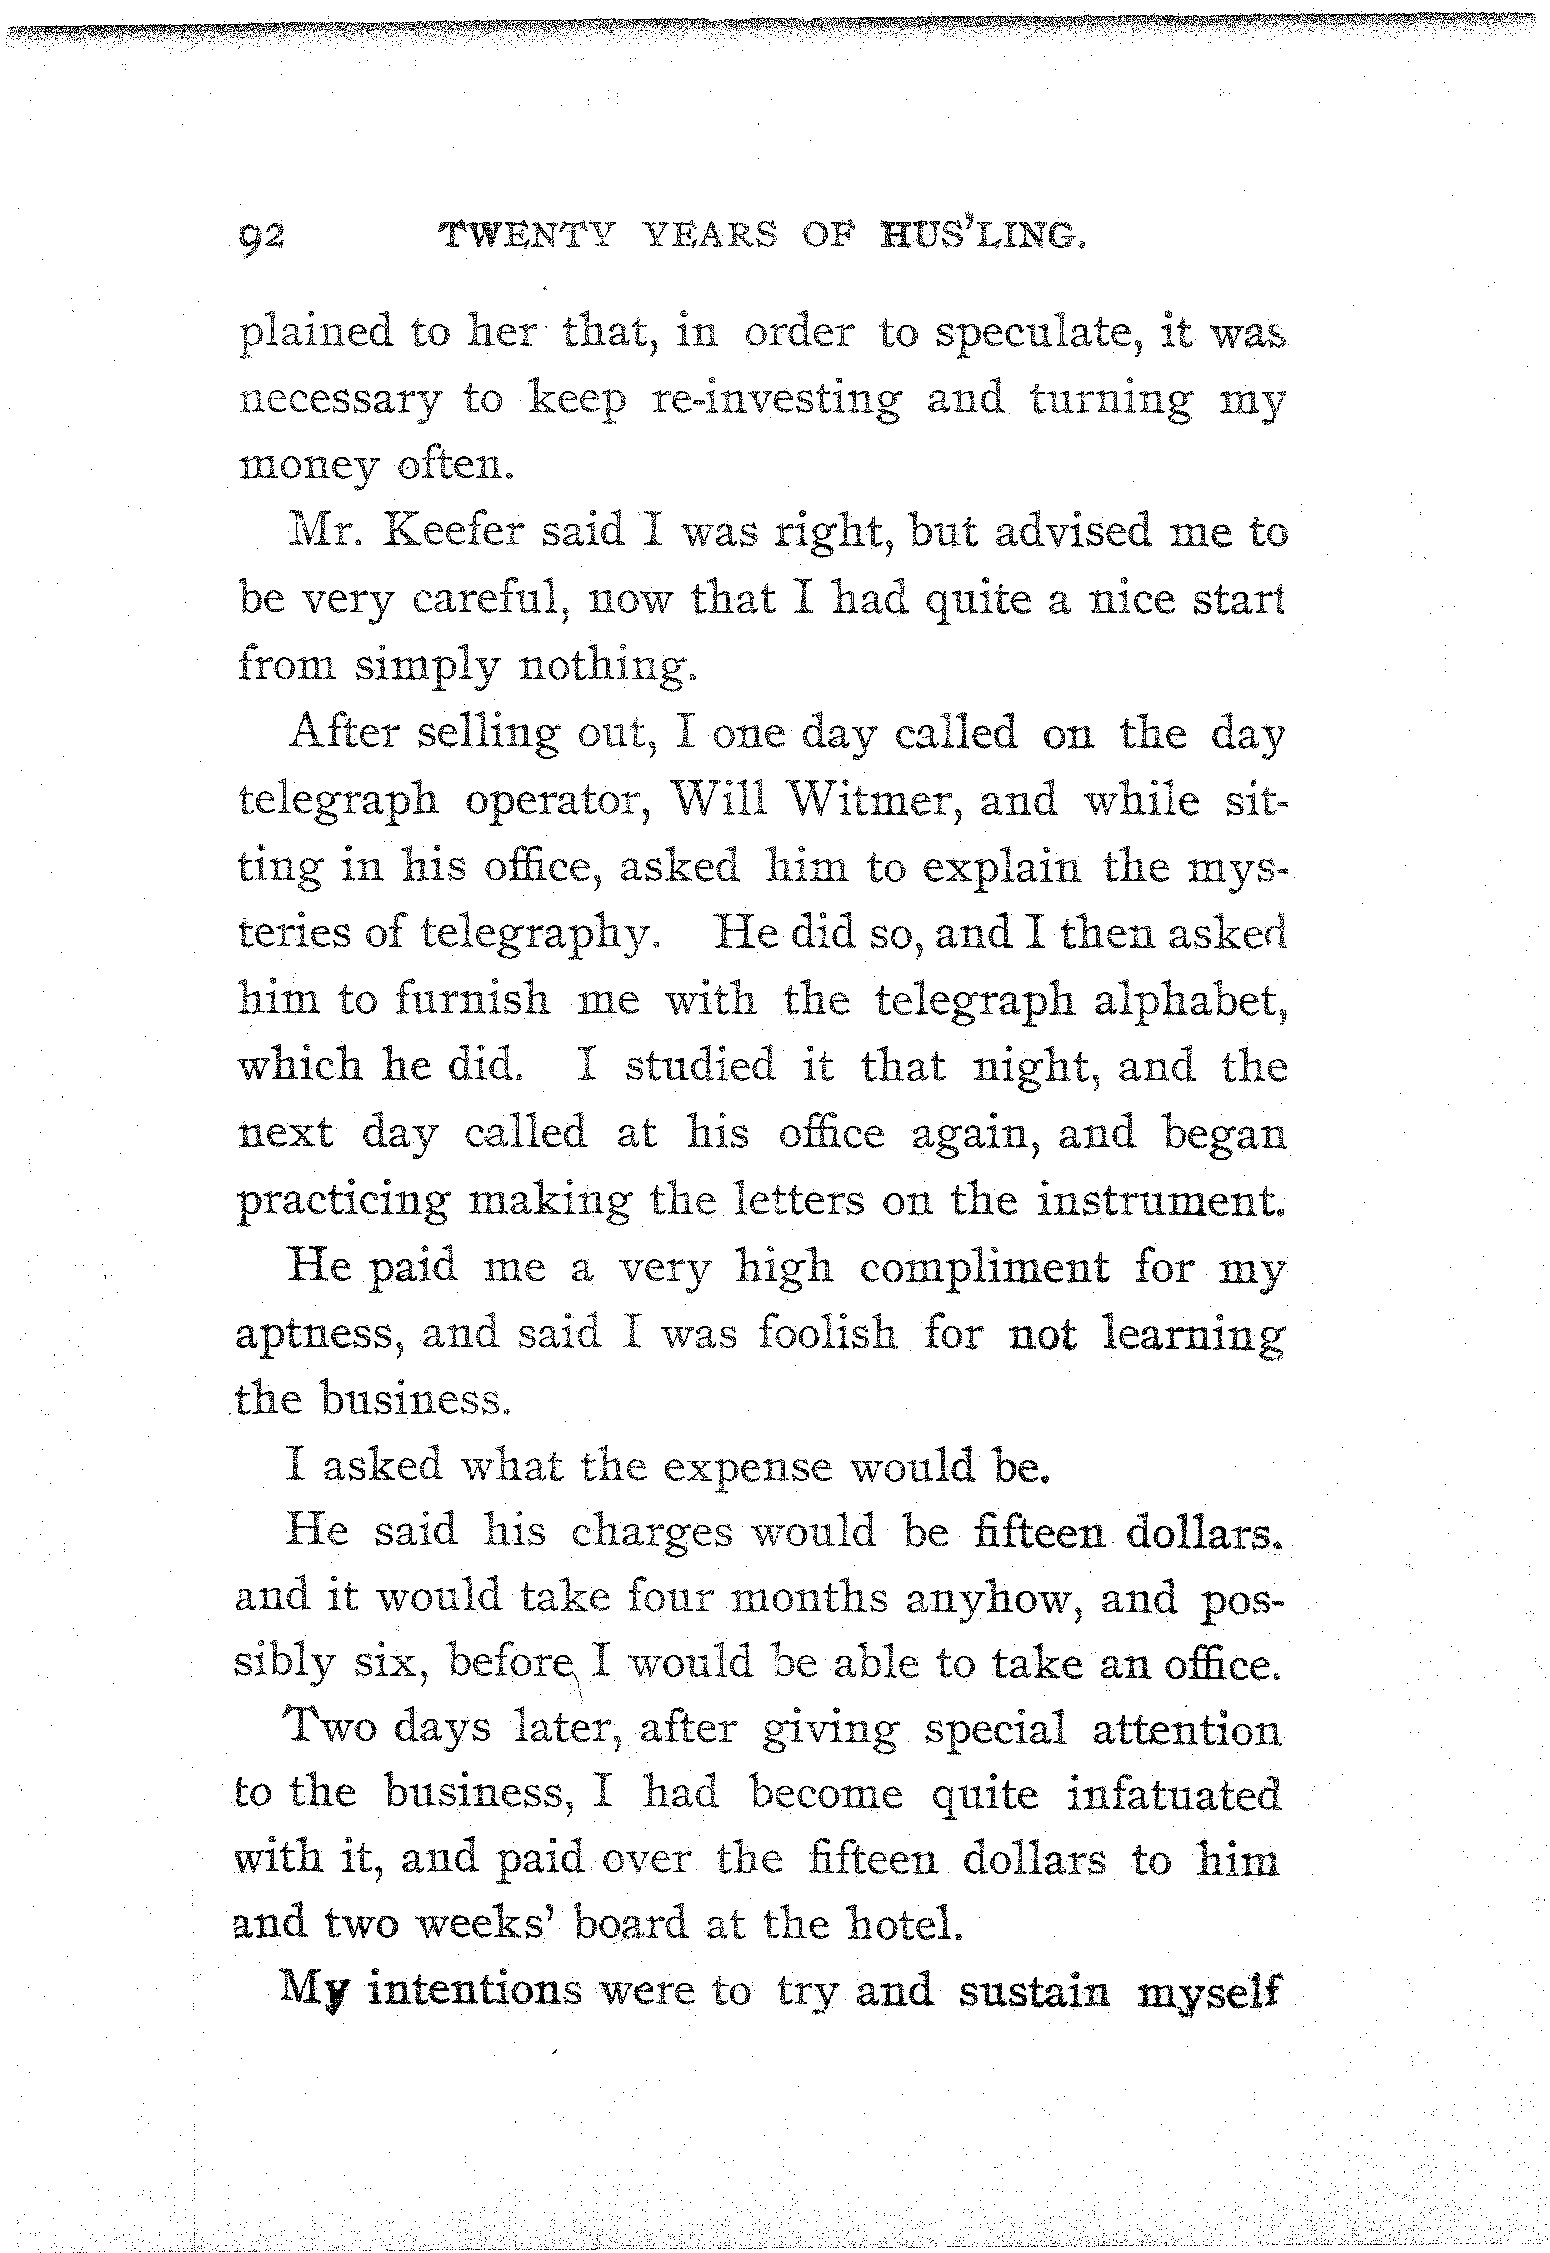 92 TWENTY YEARS OF HUS'LING.
plained to her that, in order to speculate, it was
necessary to keep re-investing and turning my
money often.
Mr. Keefer said I was right, but advised me to
be very careful, now that I had quite a nice start
from simply nothing.
After selling out, I one day called on the day
telegraph operator, Will Witmer, and while sit-
ting in his office, asked him to explain the mys-
teries of telegraphy. He did so, and I then asked
him to furnish me with the telegraph alphabet,
which he did. I studied it that night, and the
next day called at his office again, and began
practicing making the letters on the instrument.
He paid me a very high compliment for my
aptness, and said I was foolish for not learning
the business.
I asked what the expense would be.
He said his charges would be fifteen dollars.
and it would take four months anyhow, and pos-
sibly six, before I would be able to take an office.
Two days later, after giving special attention
to the business, I had become quite infatuated
with it, and paid over the fifteen dollars to him
and two weeks' board at the hotel.
My intentions were to try and sustain myself